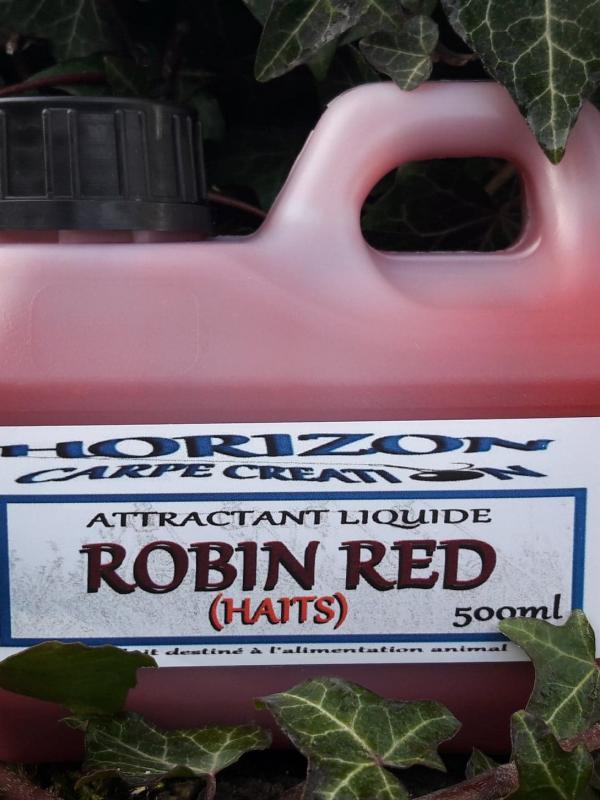 HORIZON
CARPE CREATION
ATTRACTANT LIQUIDE
ROBIN RED
(HAITS)
500ml
destiné à l'alimentation animal